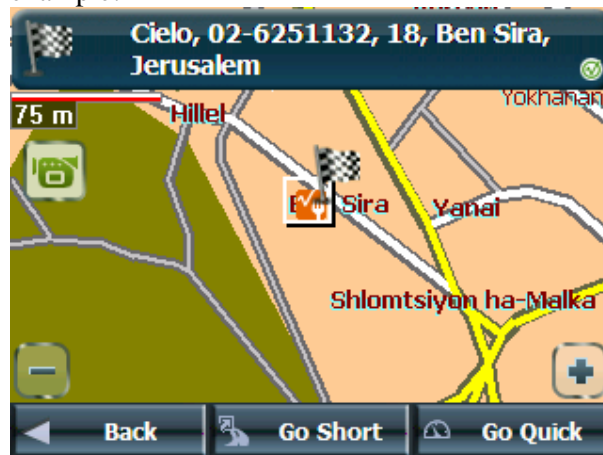 Cielo, 02-6251132, 18, Ben Sira,
Jerusalem
Yokhanan
75 m
Hillel
Sira
Yanai
Shlomtsiyon ha-Malka
Back
Go Short
Go Quick